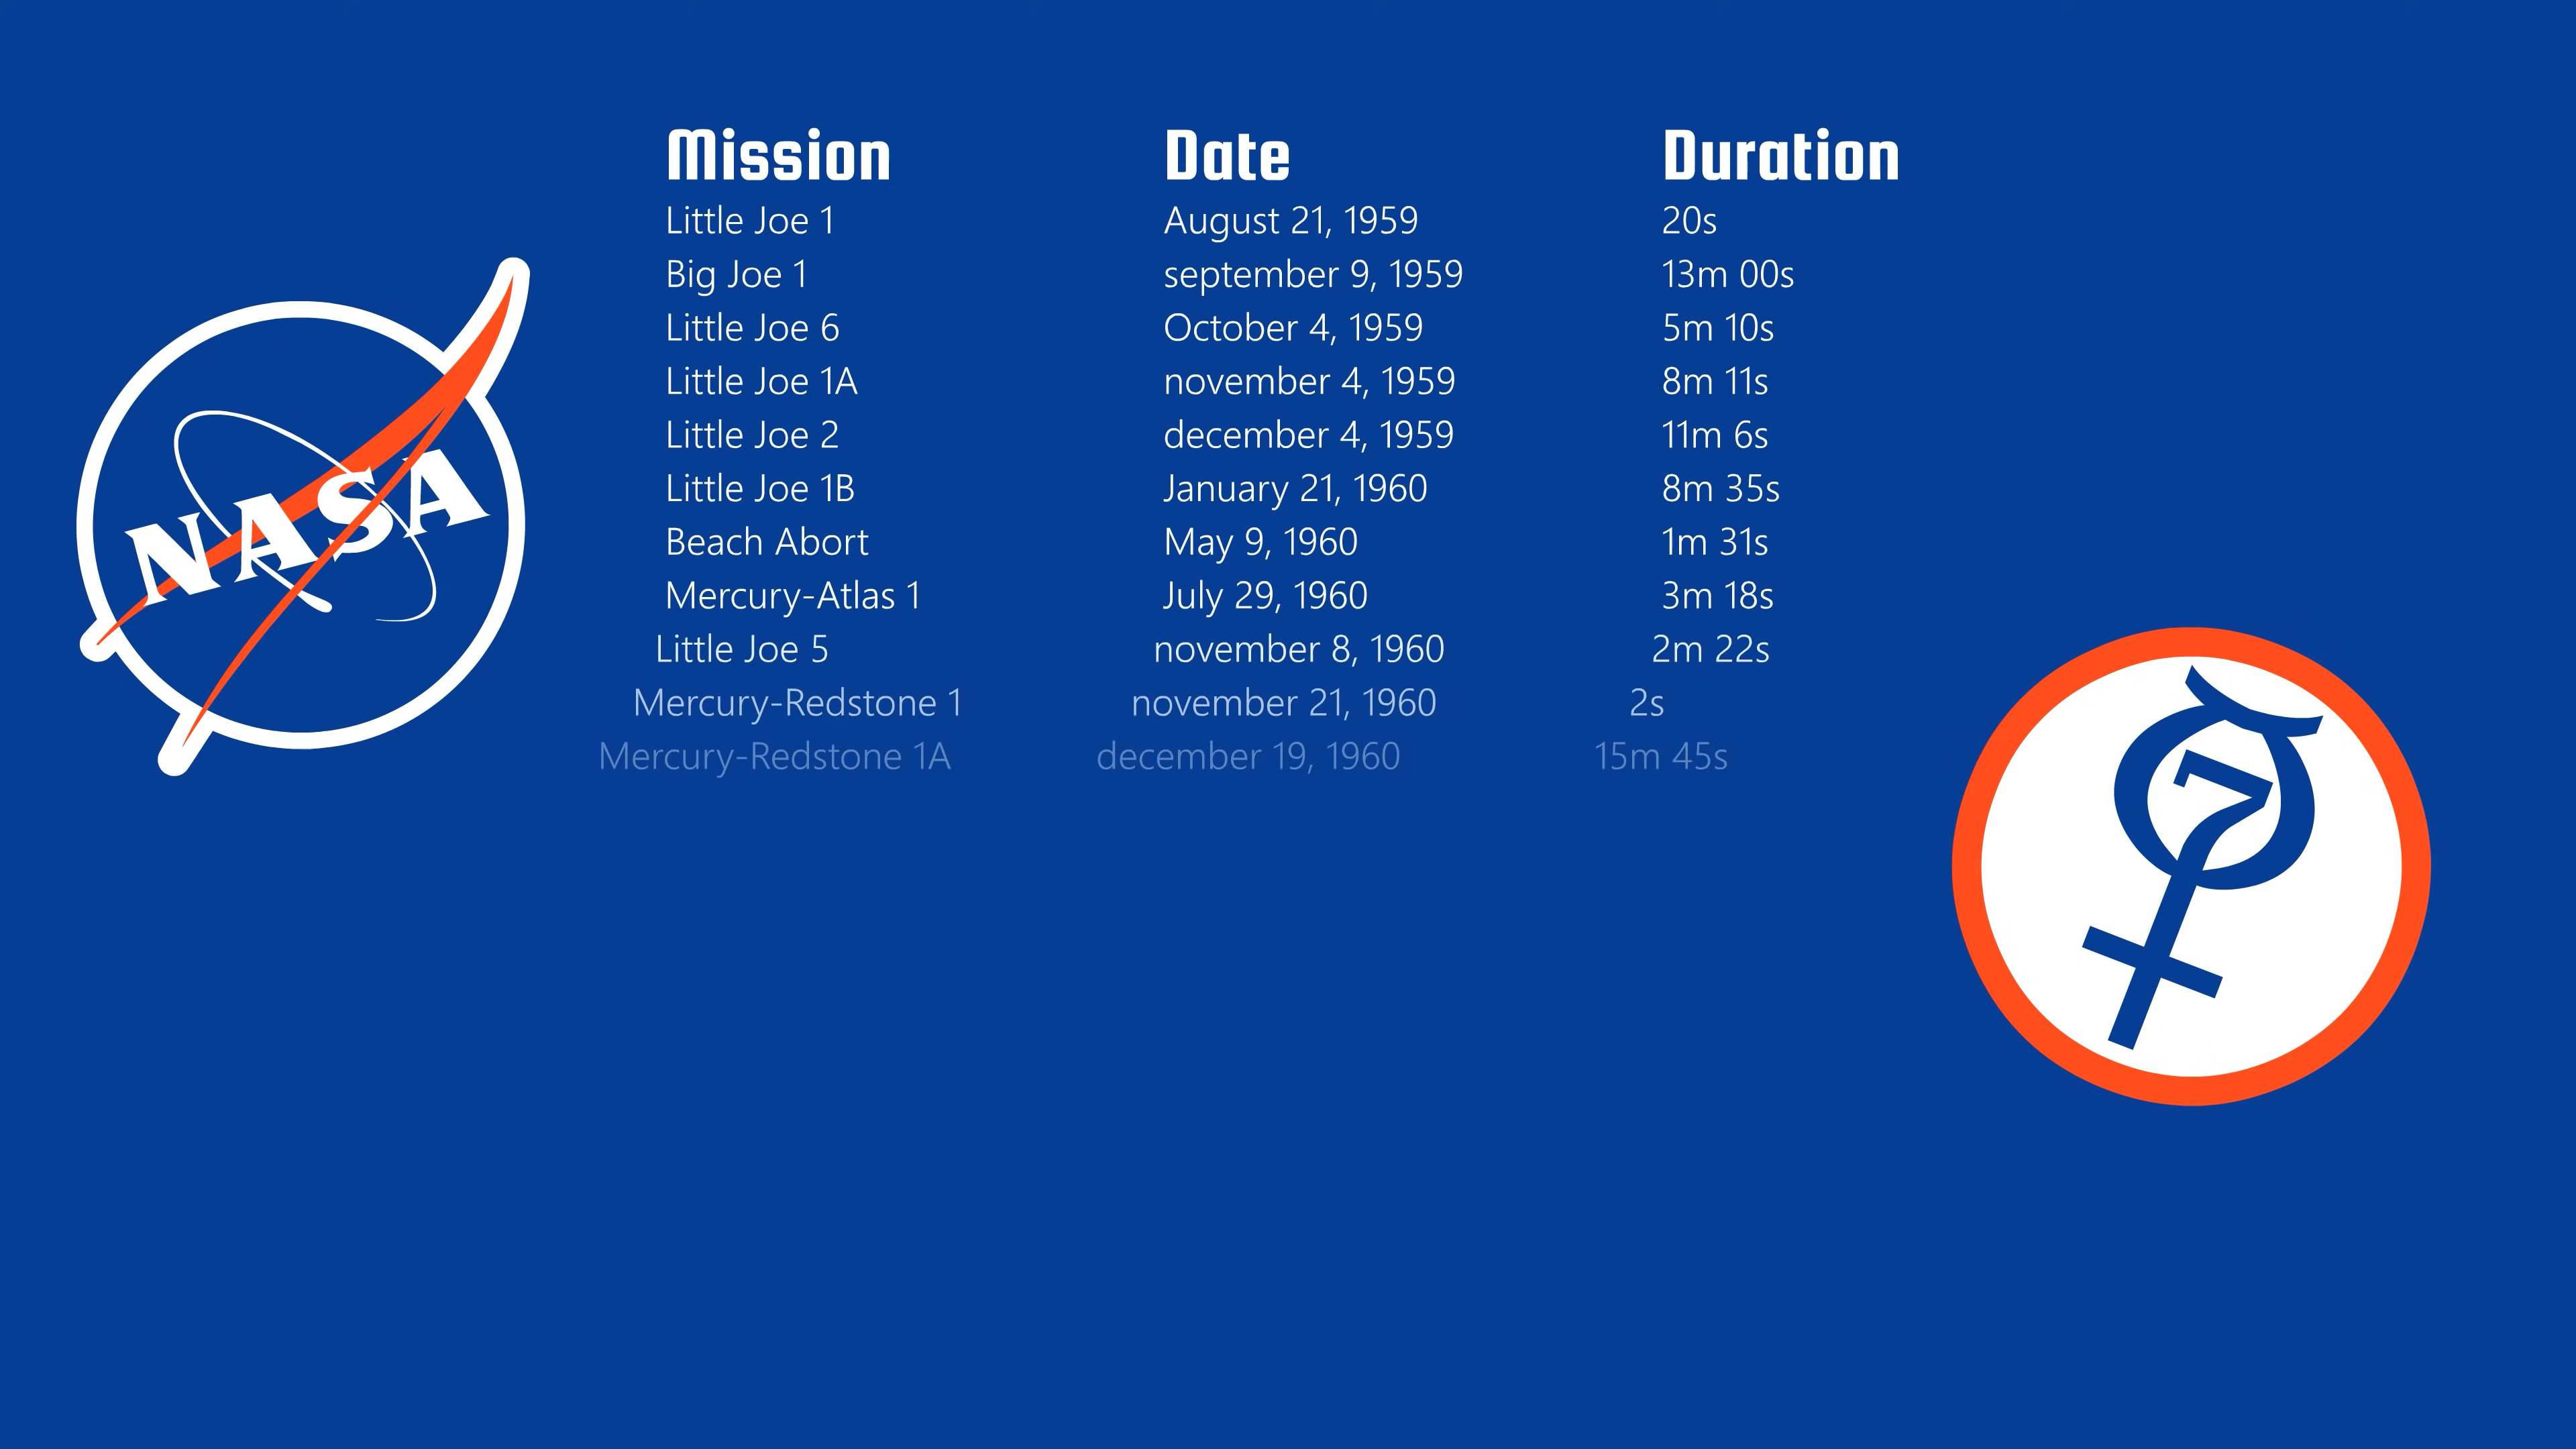 Mission Date Duration
Little Joe 1 August 21, 1959 20s
Big Joe 1 september 9, 1959 13m 00s
Little Joe 6 October 4, 1959 5m 10s
Little Joe 1A november 4, 1959 8m 11s
Little Joe 2 december 4, 1959 11m 6s
Little Joe 1B January 21, 1960 8m 35s
Beach Abort May 9, 1960 1m 31s
Mercury-Atlas 1 July 29, 1960 3m 18s
Little Joe 5 november 8, 1960 2m 22s
Mercury-Redstone 1 november 21, 1960 2s
Mercury-Redstone 1A december 19, 1960 15m 45s
NASA
7